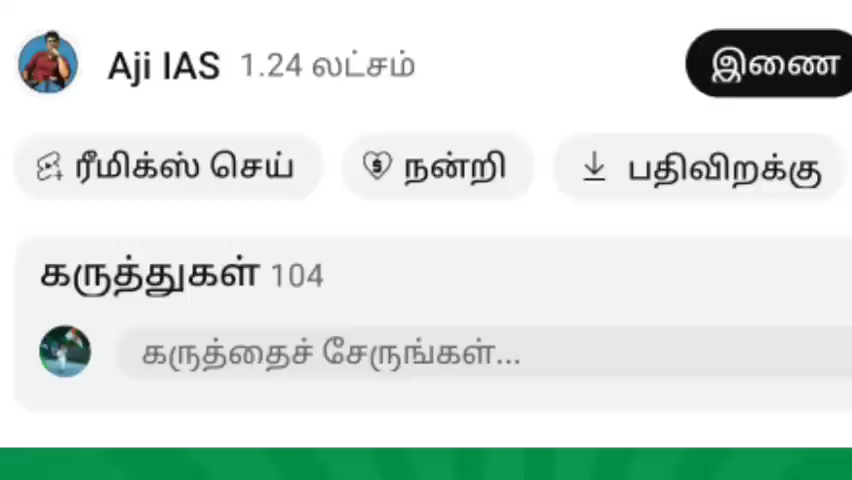 Aji IAS 1.24 லட்சம் இணை
ரீமிக்ஸ் செய் நன்றி பதிவிறக்கு
கருத்துகள் 104
கருத்தைச் சேருங்கள்...